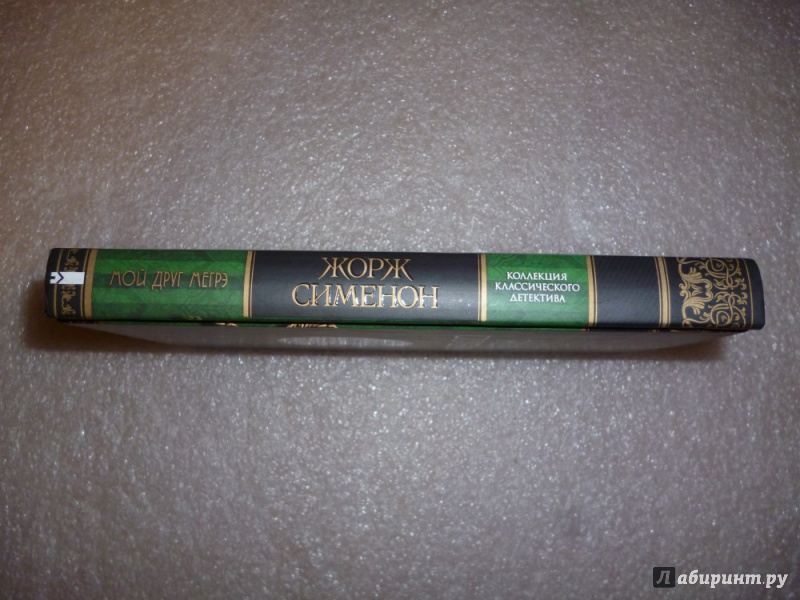 МОЙ ДРУГ МЕГРЭ
ЖОРЖ
СИМЕНОН
КОЛЛЕКЦИЯ
КЛАССИЧЕСКОГО
ДЕТЕКТИВА
Лабиринт.ру